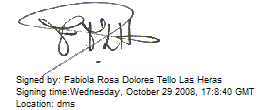 Signed by: Fabiola Rosa Dolores Tello Las Heras
Signing time:Wednesday, October 29 2008, 17:8:40 GMT
Location: dms